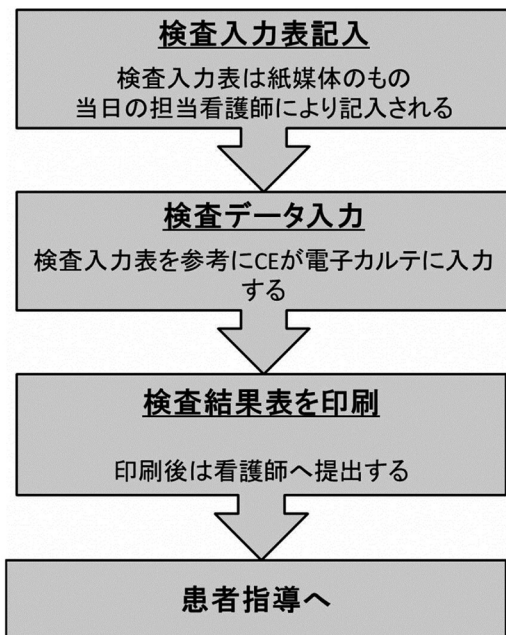 検査入力表記入
検査入力表は紙媒体のもの
当日の担当看護師により記入される
検査データ入力
検査入力表を参考にCEが電子カルテに入力
する
検査結果表を印刷
印刷後は看護師へ提出する
患者指導へ